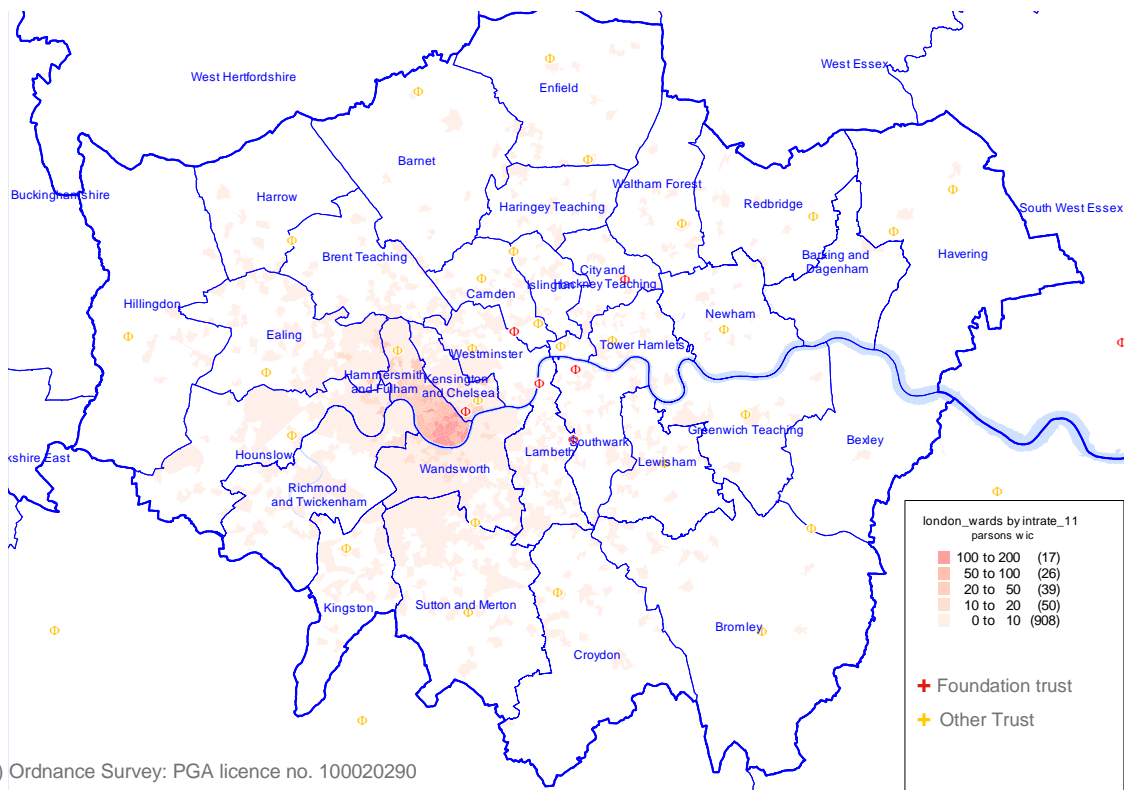 West Hertfordshire
West Essex
Enfield
Barnet
Buckinghamshire
Harrow
Waltham Forest
Redbridge
Haringey Teaching
South West Essex
Brent Teaching
Barking and
Dagenham
Havering
City and
Hackney Teaching
Islington
Camden
Hillingdon
Newham
Ealing
Tower Hamlets
Westminster
Hammersmith
and Fulham
Kensington
and Chelsea
Greenwich Teaching
Bexley
Southwark
Lambeth
Hounslow
kshire East
Wandsworth
Lewisham
Richmond
and Twickenham
Kingston
Sutton and Merton
Bromley
Croydon
london_wards by intrate_11
parsons wic
100 to 200 (17)
50 to 100 (26)
20 to 50 (39)
10 to 20 (50)
0 to 10 (908)
Foundation trust
Other Trust
) Ordnance Survey: PGA licence no. 100020290